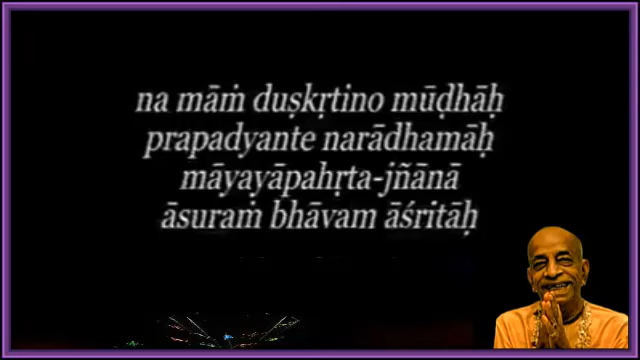 na māṁ duṣkṛtino mūḍhāḥ
prapadyante narādhamāḥ
māyayāpahṛta-jñānā
āsuraṁ bhāvam āśritāḥ